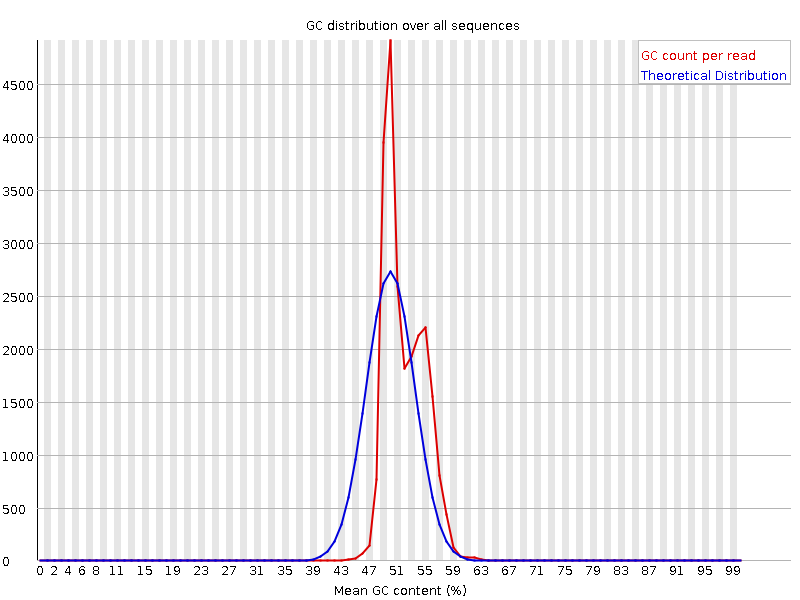 GC distribution over all sequences
GC count per read
Theoretical Distribution
4500
4000
3500
3000
2500
2000
1500
1000
500
0
0 2 4 6 8 11 15 19 23 27 31 35 39 43 47 51 55 59 63 67 71 75 79 83 87 91 95 99
Mean GC content (%)